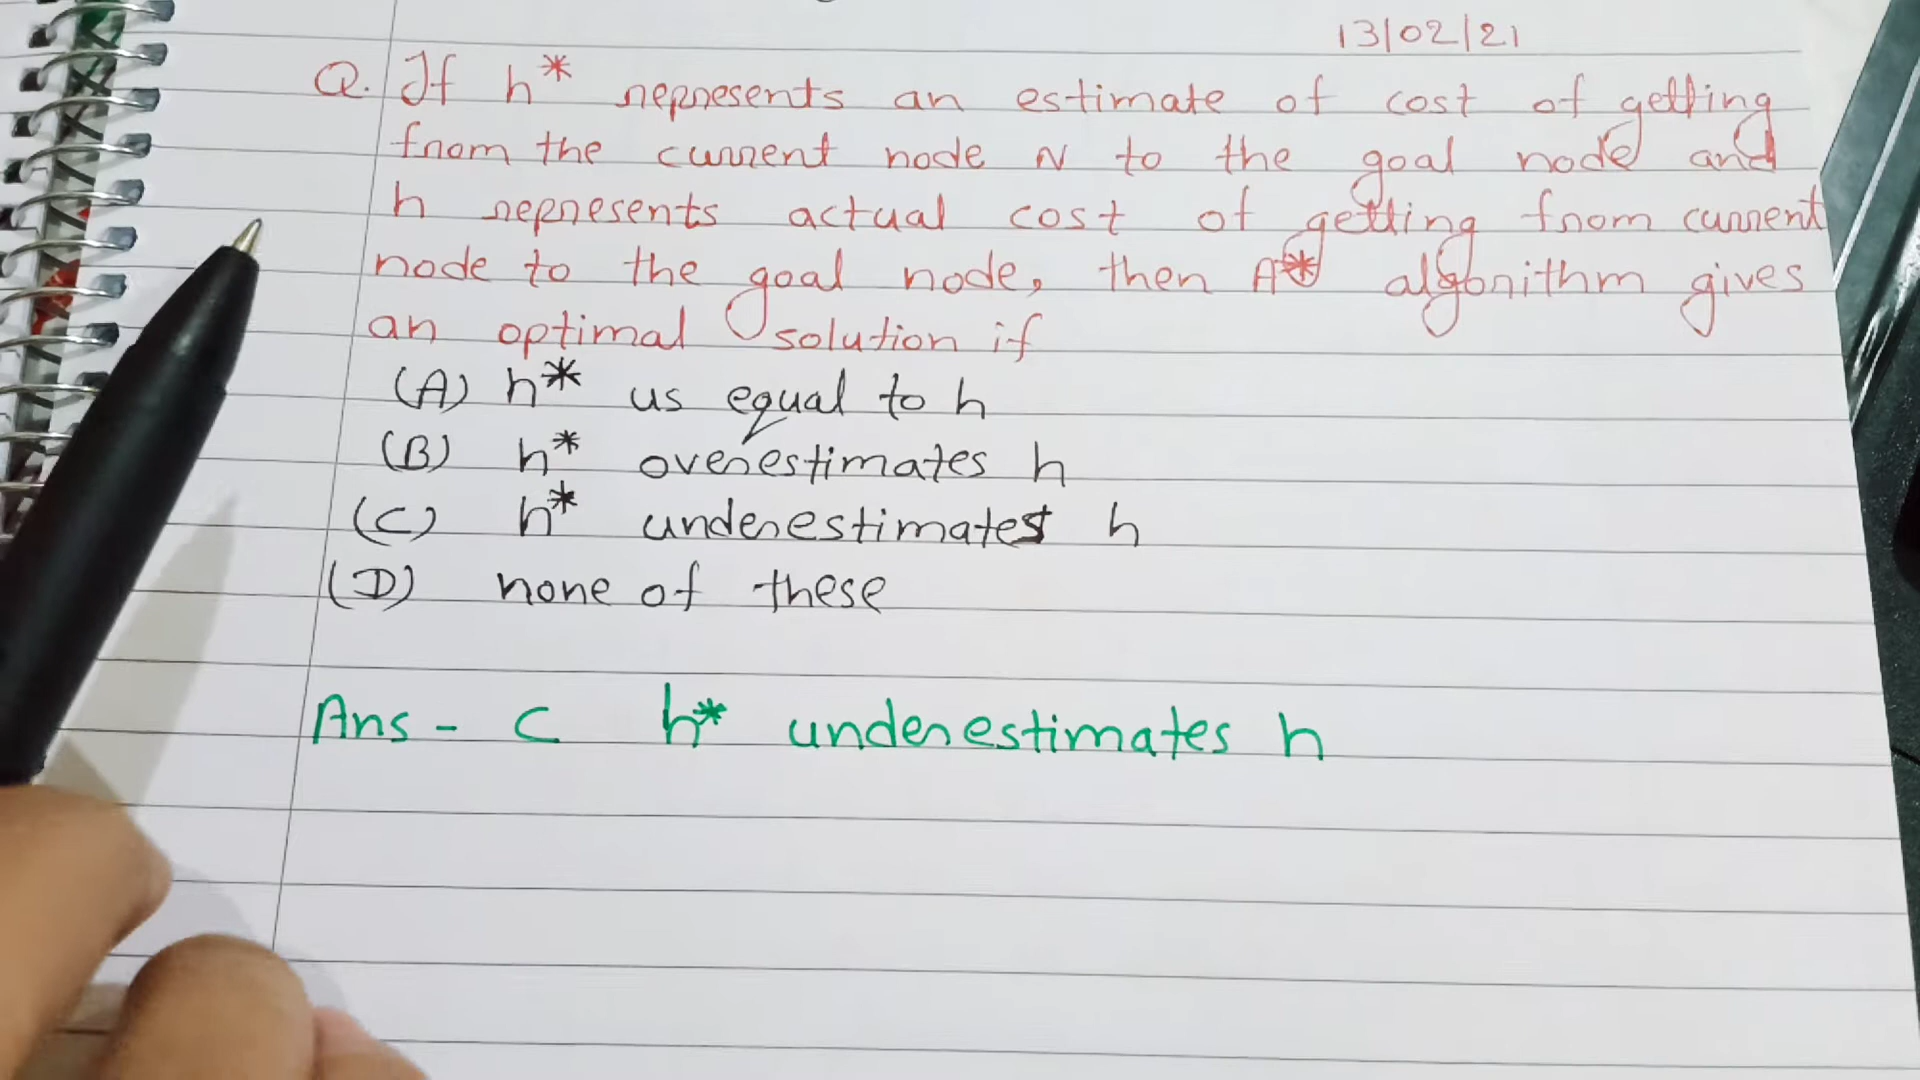 13/02/21
Q. If h* represents an estimate of cost of getting
from the current node N to the goal node and
h represents actual cost of getting from current
node to the goal node, then A* algorithm gives
an optimal solution if
(A) h* us equal to h
(B) h* overestimates h
(C) h* underestimates h
(D) none of these
Ans - C h* underestimates h